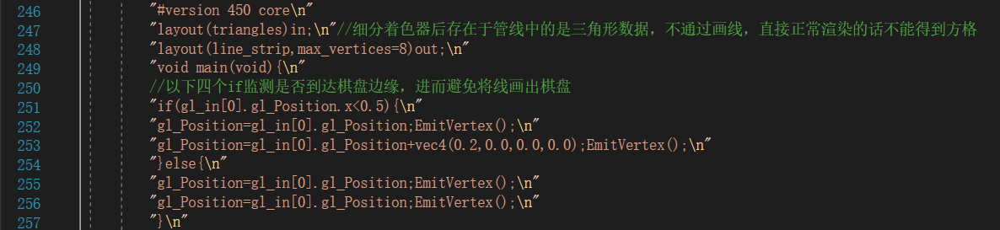 246 "#version 450 core\n"
247 "layout(triangles)in;\n"//细分着色器后存在于管线中的是三角形数据，不通过画线，直接正常渲染的话不能得到方格
248 "layout(line_strip,max_vertices=8)out;\n"
249 "void main(void){\n"
250 //以下四个if监测是否到达棋盘边缘，进而避免将线画出棋盘
251 "if(gl_in[0].gl_Position.x<0.5){\n"
252 "gl_Position=gl_in[0].gl_Position;EmitVertex();\n"
253 "gl_Position=gl_in[0].gl_Position+vec4(0.2,0.0,0.0,0.0);EmitVertex();\n"
254 "}else{\n"
255 "gl_Position=gl_in[0].gl_Position;EmitVertex();\n"
256 "gl_Position=gl_in[0].gl_Position;EmitVertex();\n"
257 "}\n"